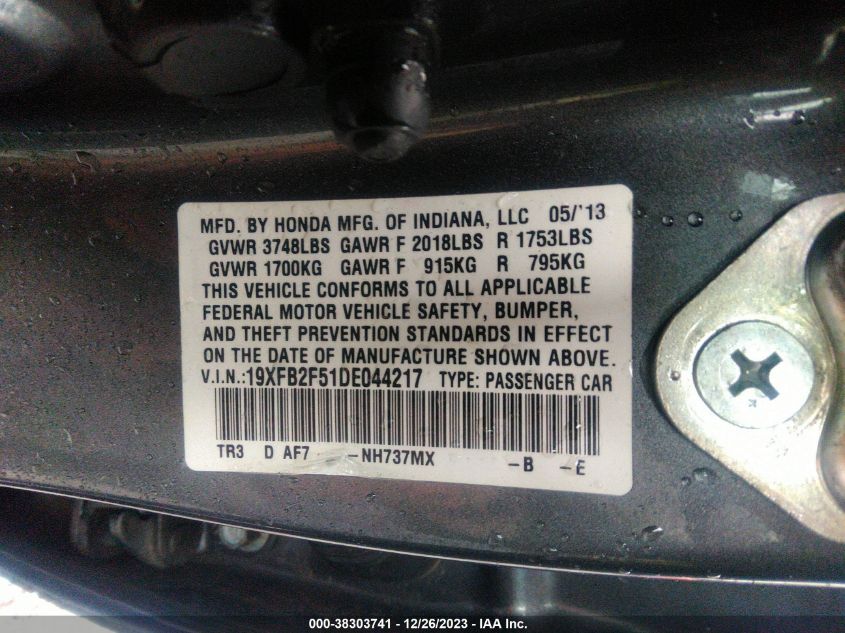 MFD. BY HONDA MFG. OF INDIANA, LLC 05/'13
GVWR 3748LBS GAWR F 2018LBS R 1753LBS
GVWR 1700KG GAWR F 915KG R 795KG
THIS VEHICLE CONFORMS TO ALL APPLICABLE
FEDERAL MOTOR VEHICLE SAFETY, BUMPER,
AND THEFT PREVENTION STANDARDS IN EFFECT
ON THE DATE OF MANUFACTURE SHOWN ABOVE.
V.I.N.:19XFB2F51DE044217 TYPE: PASSENGER CAR
TR3 D AF7 -NH737MX -B -E
000-38303741 - 12/26/2023 - IAA Inc.